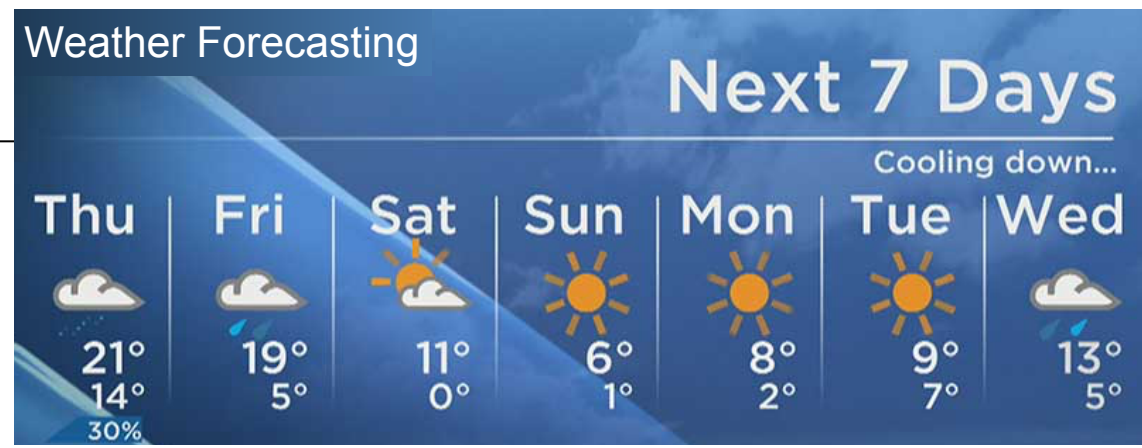 Weather Forecasting
Next 7 Days
Cooling down...
Thu Fri Sat Sun Mon Tue Wed
21° 19° 11° 6° 8° 9° 13°
14° 5° 0° 1° 2° 7° 5°
30%